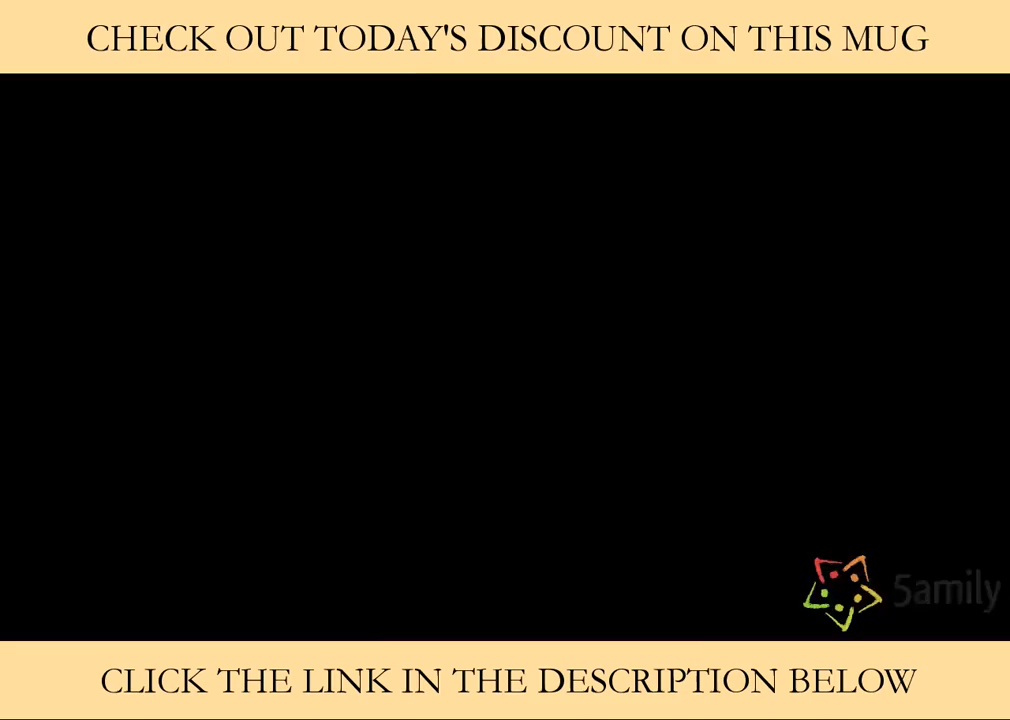 CHECK OUT TODAY'S DISCOUNT ON THIS MUG
5amily
CLICK THE LINK IN THE DESCRIPTION BELOW